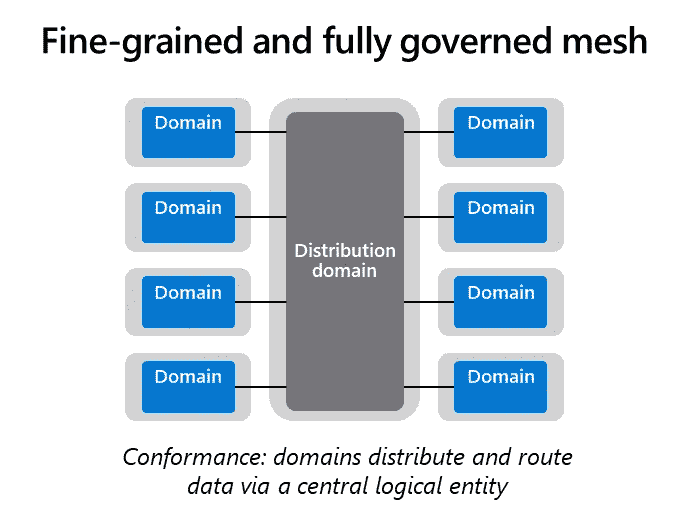 Fine-grained and fully governed mesh
Domain
Domain
Domain
Domain
Distribution
domain
Domain
Domain
Domain
Domain
Conformance: domains distribute and route
data via a central logical entity